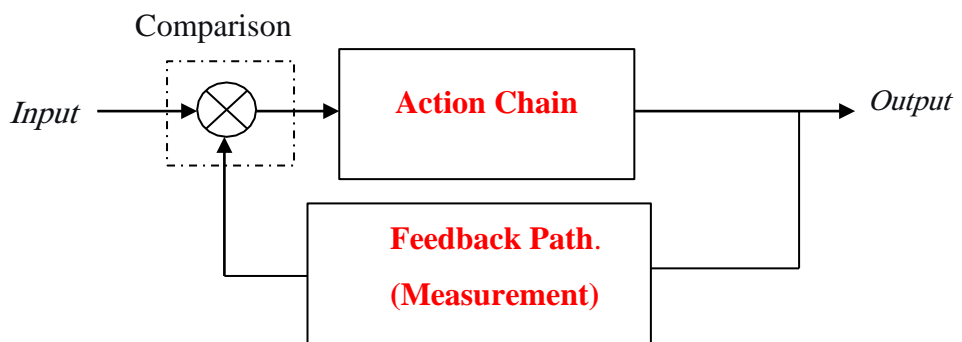 Comparison
Input
Action Chain
Output
Feedback Path.
(Measurement)